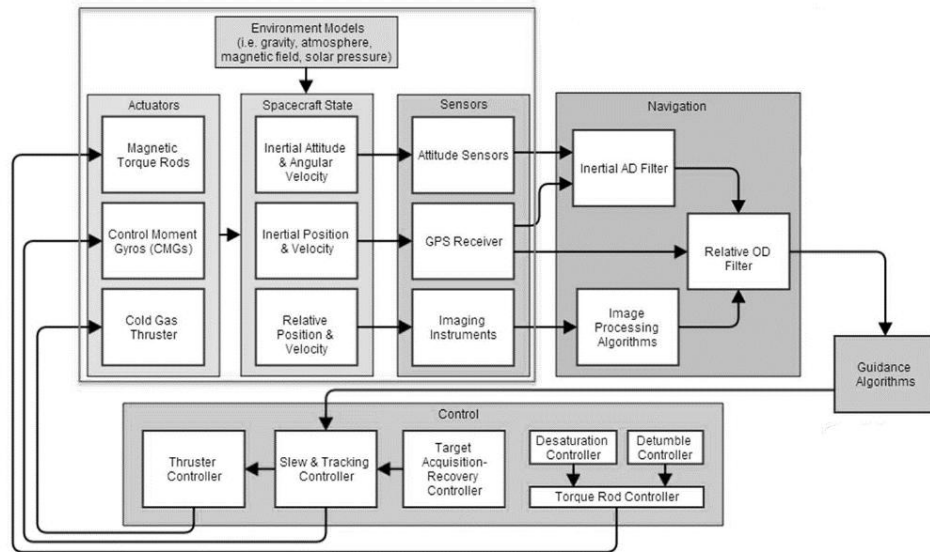 Environment Models
(i.e. gravity, atmosphere,
magnetic field, solar pressure)
Actuators
Magnetic
Torque Rods
Control Moment
Gyros (CMGs)
Cold Gas
Thruster
Spacecraft State
Inertial Attitude
& Angular
Velocity
Inertial Position
& Velocity
Relative
Position &
Velocity
Sensors
Attitude Sensors
GPS Receiver
Imaging
Instruments
Navigation
Inertial AD Filter
Relative OD
Filter
Image
Processing
Algorithms
Guidance
Algorithms
Control
Thruster
Controller
Slew & Tracking
Controller
Target
Acquisition-
Recovery
Controller
Desaturation
Controller
Detumble
Controller
Torque Rod Controller